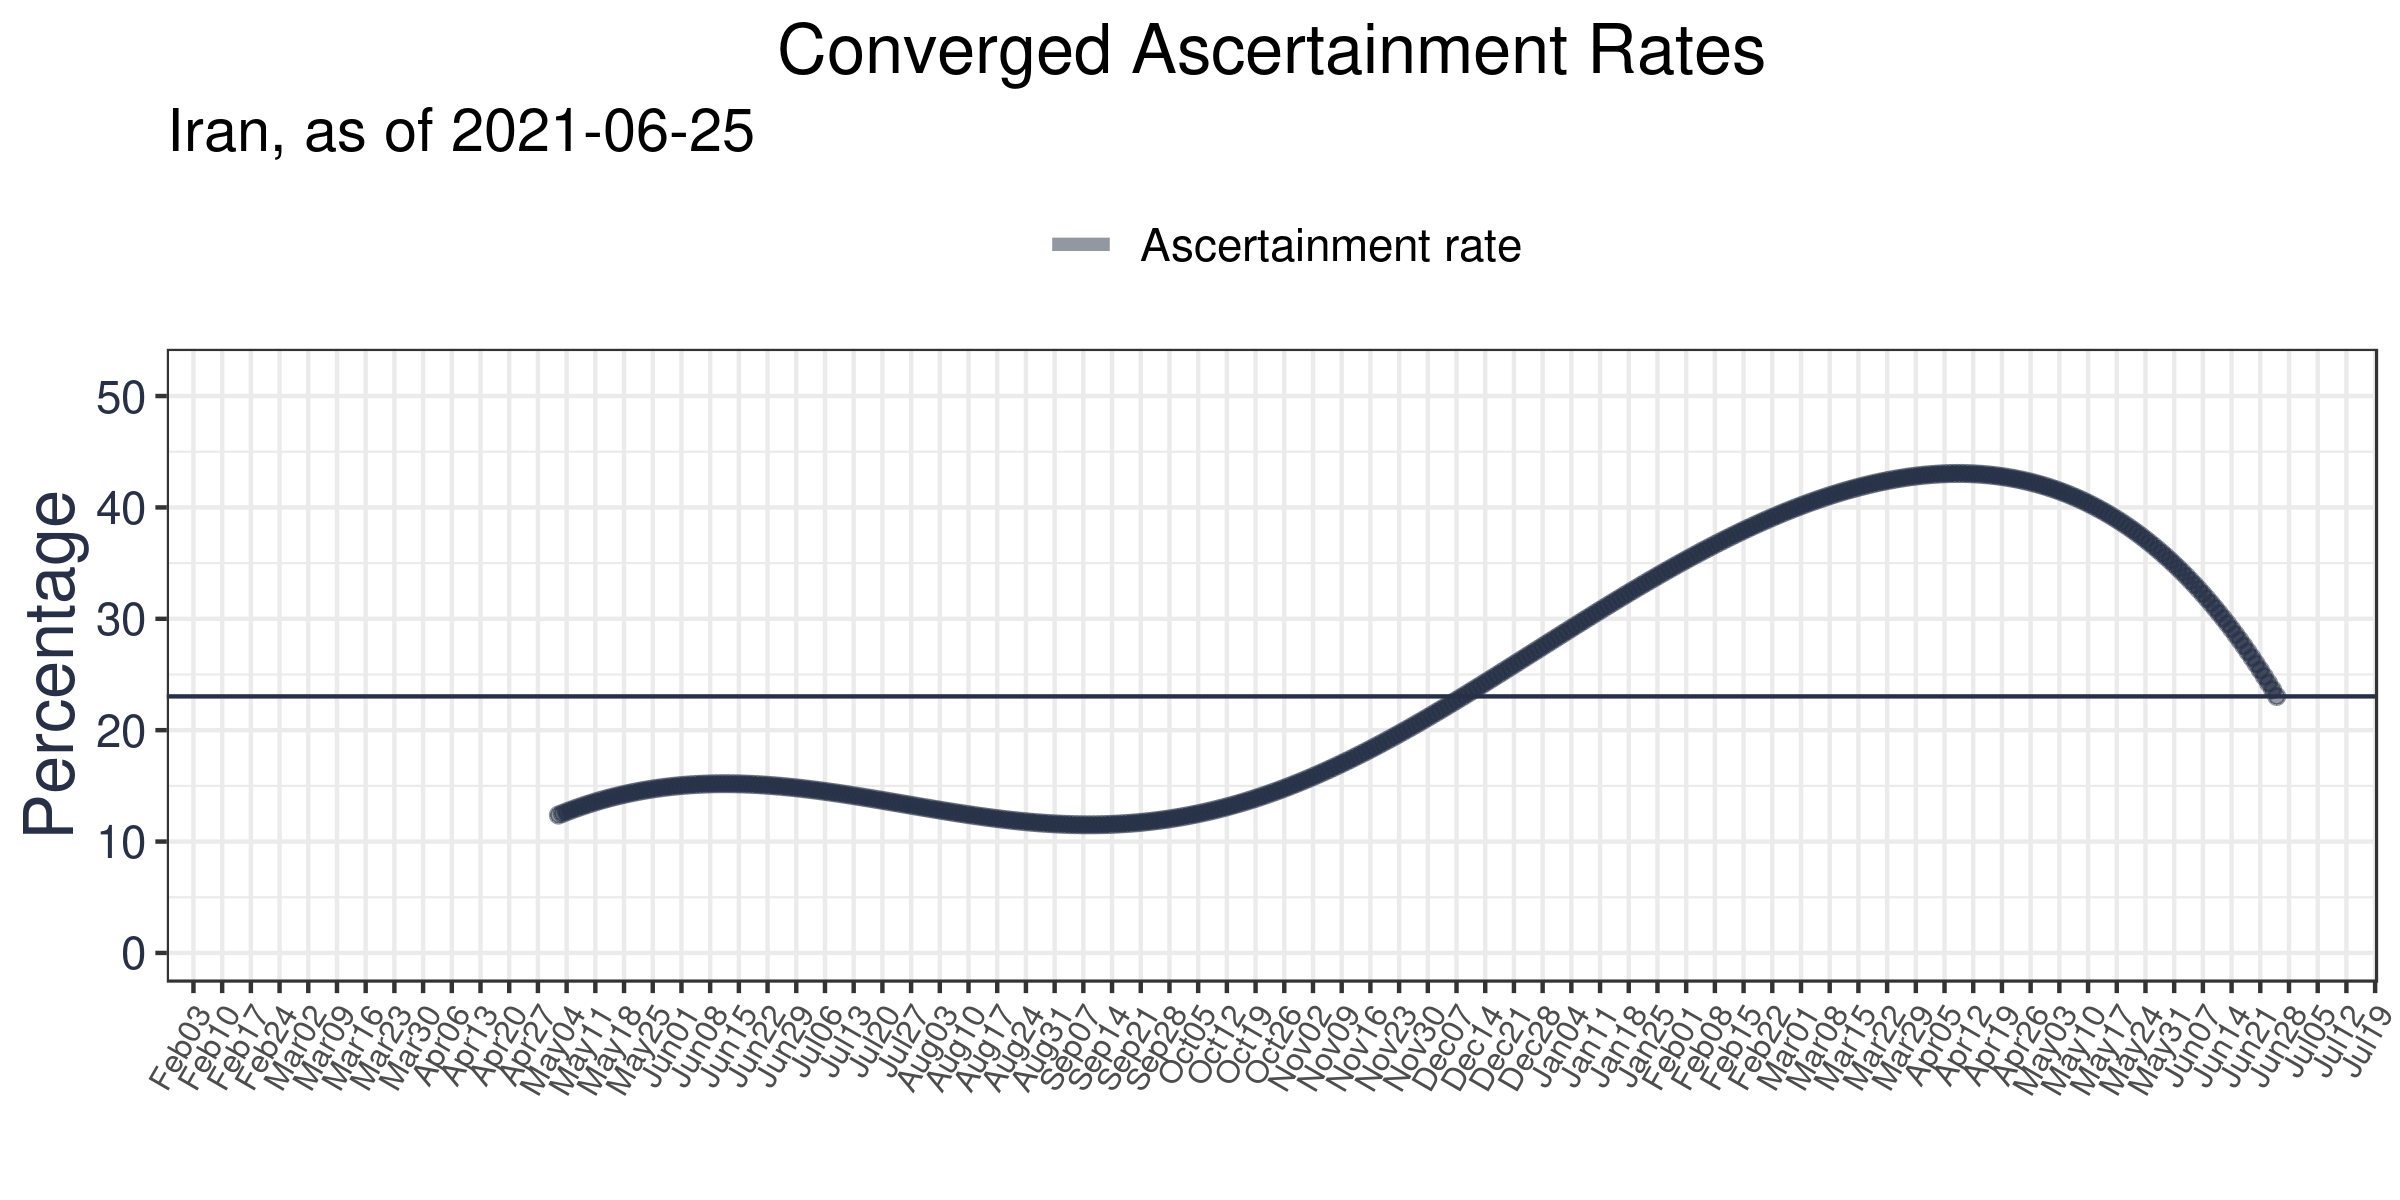 Converged Ascertainment Rates
Iran, as of 2021-06-25
Ascertainment rate
Percentage
50
40
30
20
10
0
Feb03
Feb10
Feb17
Feb24
Mar02
Mar09
Mar16
Mar23
Mar30
Apr06
Apr13
Apr20
Apr27
May04
May11
May18
May25
Jun01
Jun08
Jun15
Jun22
Jun29
Jul06
Jul13
Jul20
Jul27
Aug03
Aug10
Aug17
Aug24
Aug31
Sep07
Sep14
Sep21
Sep28
Oct05
Oct12
Oct19
Oct26
Nov02
Nov09
Nov16
Nov23
Nov30
Dec07
Dec14
Dec21
Dec28
Jan04
Jan11
Jan18
Jan25
Feb01
Feb08
Feb15
Feb22
Mar01
Mar08
Mar15
Mar22
Mar29
Apr05
Apr12
Apr19
Apr26
May03
May10
May17
May24
May31
Jun07
Jun14
Jun21
Jun28
Jul05
Jul12
Jul19